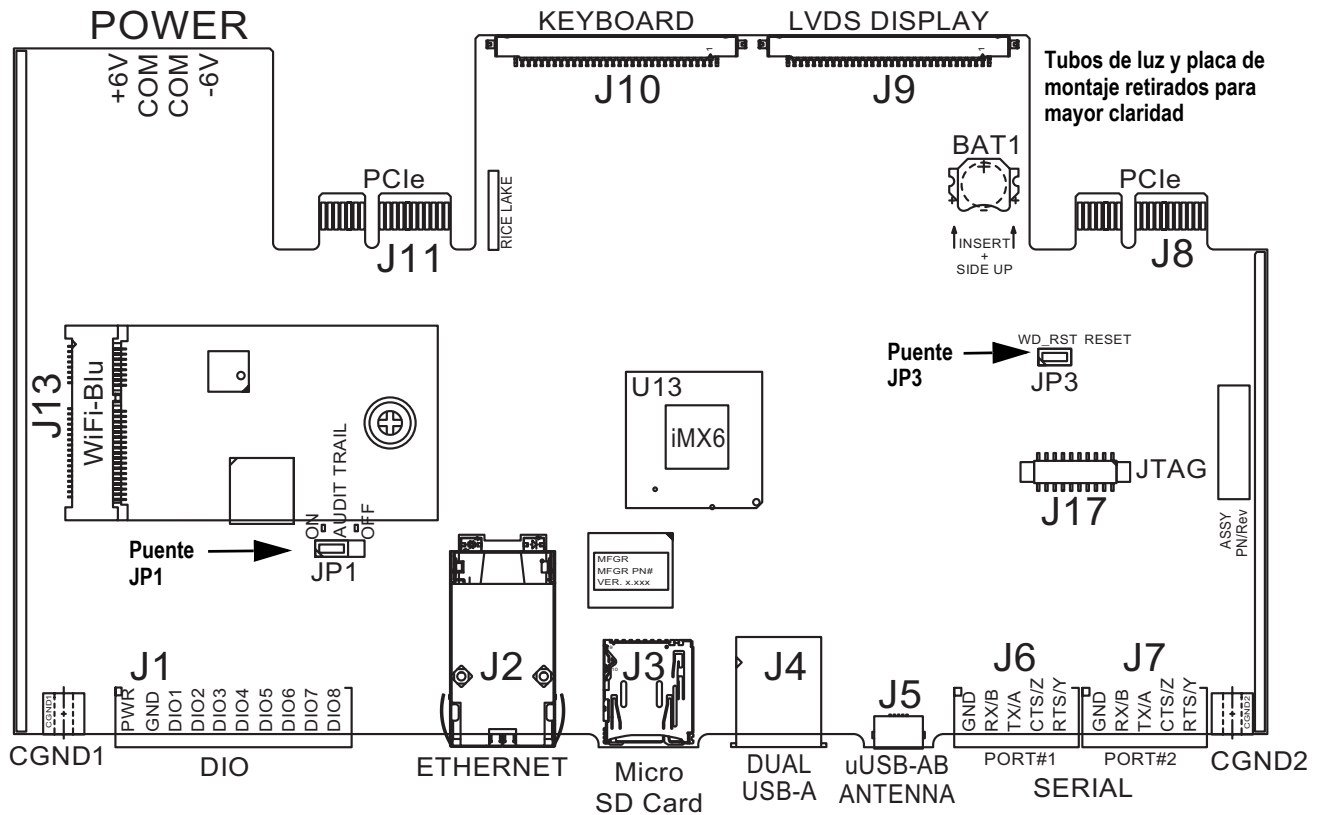 POWER
+6V
COM
COM
-6V
KEYBOARD
J10
LVDS DISPLAY
J9
1
1
Tubos de luz y placa de
montaje retirados para
mayor claridad
BAT1
+
-
+
+
INSERT
+
SIDE UP
PCIe
J11
RICE LAKE
PCIe
J8
J13
WiFi-Blu
U13
iMX6
Puente
JP3
WD_RST RESET
JP3
JTAG
J17
ASSY
PN/Rev
ON
AUDIT TRAIL
OFF
Puente
JP1
JP1
MFGR
MFGR PN#
VER. x.xxx
J1
PWR
GND
DIO1
DIO2
DIO3
DIO4
DIO5
DIO6
DIO7
DIO8
DIO
CGND1
CGND1
J2
ETHERNET
J3
Micro
SD Card
J4
DUAL
USB-A
J5
uUSB-AB
ANTENNA
J6
GND
RX/B
TX/A
CTS/Z
RTS/Y
PORT#1
J7
GND
RX/B
TX/A
CTS/Z
RTS/Y
PORT#2
SERIAL
CGND2
CGND2